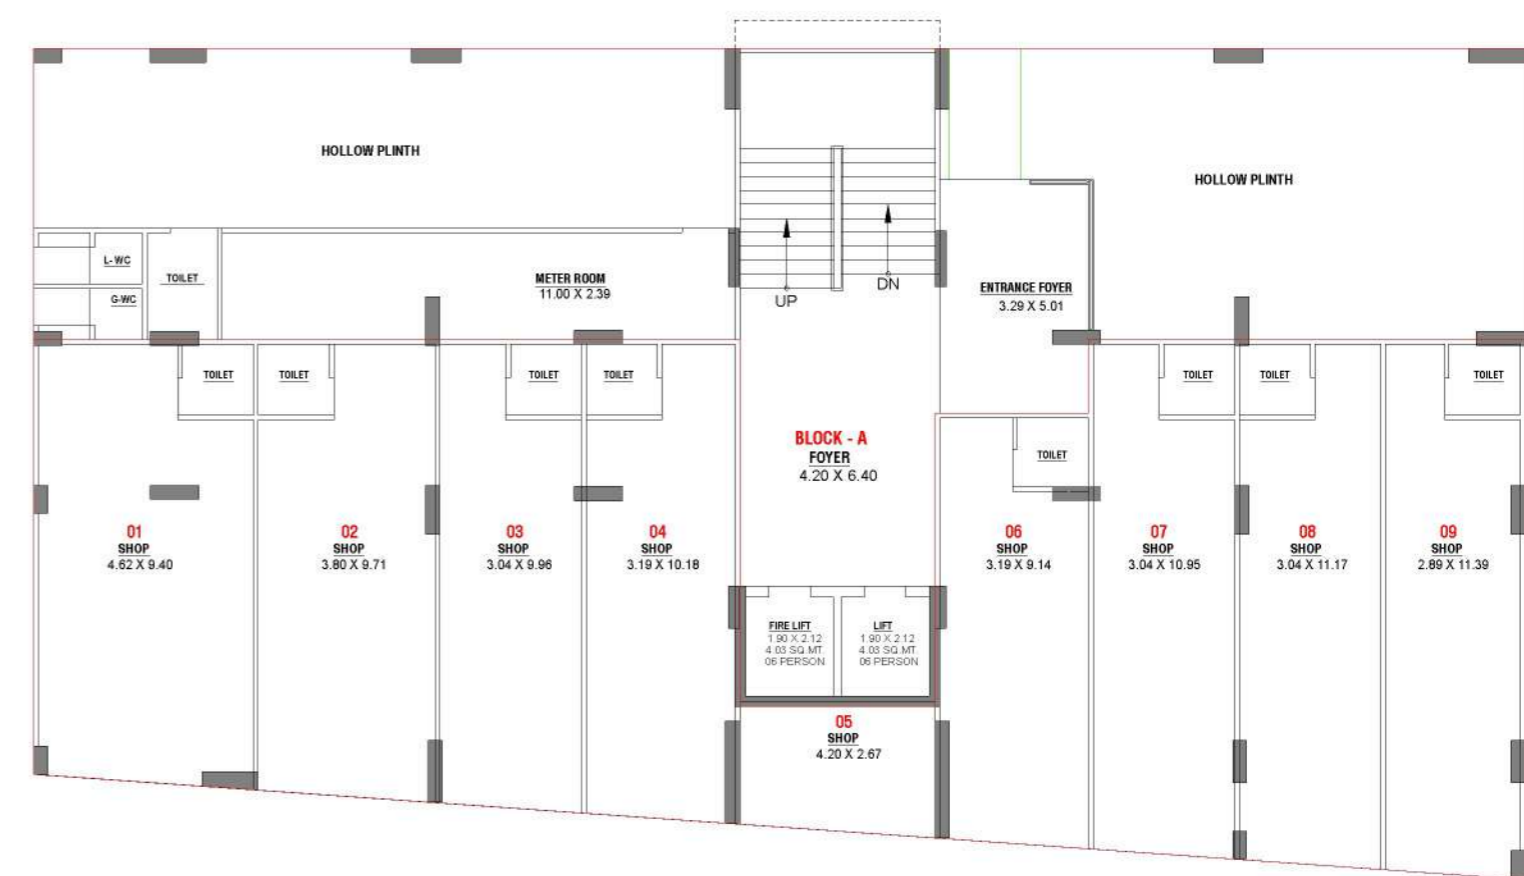 HOLLOW PLINTH
HOLLOW PLINTH
L- WC
TOILET
G-WC
METER ROOM
11.00 X 2.39
UP
DN
ENTRANCE FOYER
3.29 X 5.01
TOILET
TOILET
TOILET
TOILET
TOILET
TOILET
TOILET
BLOCK - A
FOYER
4.20 X 6.40
TOILET
01
SHOP
4.62 X 9.40
02
SHOP
3.80 X 9.71
03
SHOP
3.04 X 9.96
04
SHOP
3.19 X 10.18
06
SHOP
3.19 X 9.14
07
SHOP
3.04 X 10.95
08
SHOP
3.04 X 11.17
09
SHOP
2.89 X 11.39
FIRE LIFT
1.90 X 2.12
4.03 SQ.MT.
06 PERSON
LIFT
1.90 X 2.12
4.03 SQ.MT.
06 PERSON
05
SHOP
4.20 X 2.67